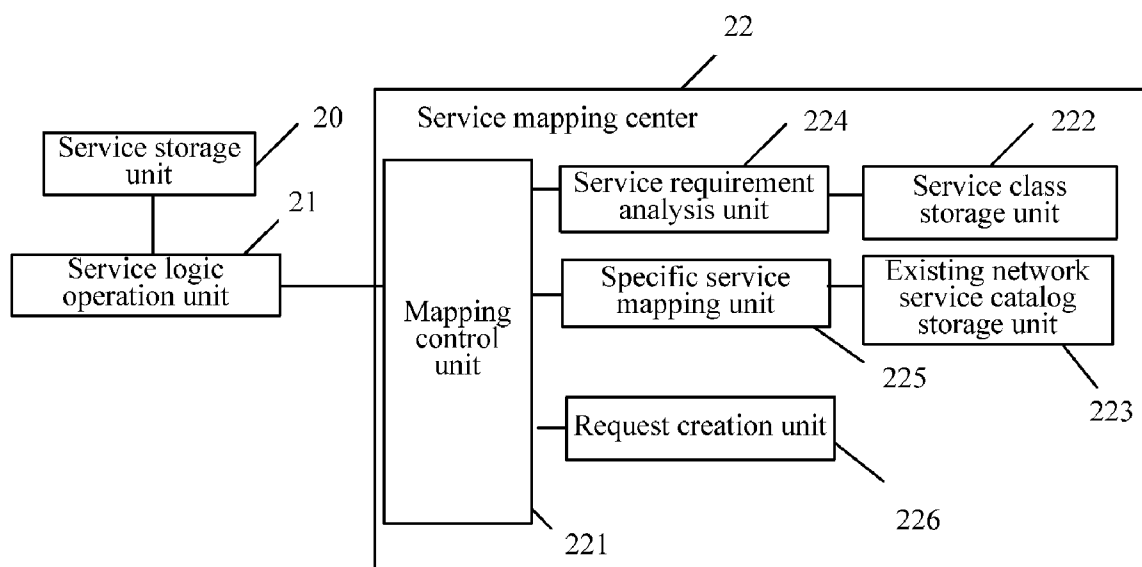 22
Service mapping center
20
Service storage
unit
21
Service logic
operation unit
Mapping
control
unit
221
224
Service requirement
analysis unit
222
Service class
storage unit
Specific service
mapping unit
225
Existing network
service catalog
storage unit
223
Request creation unit
226